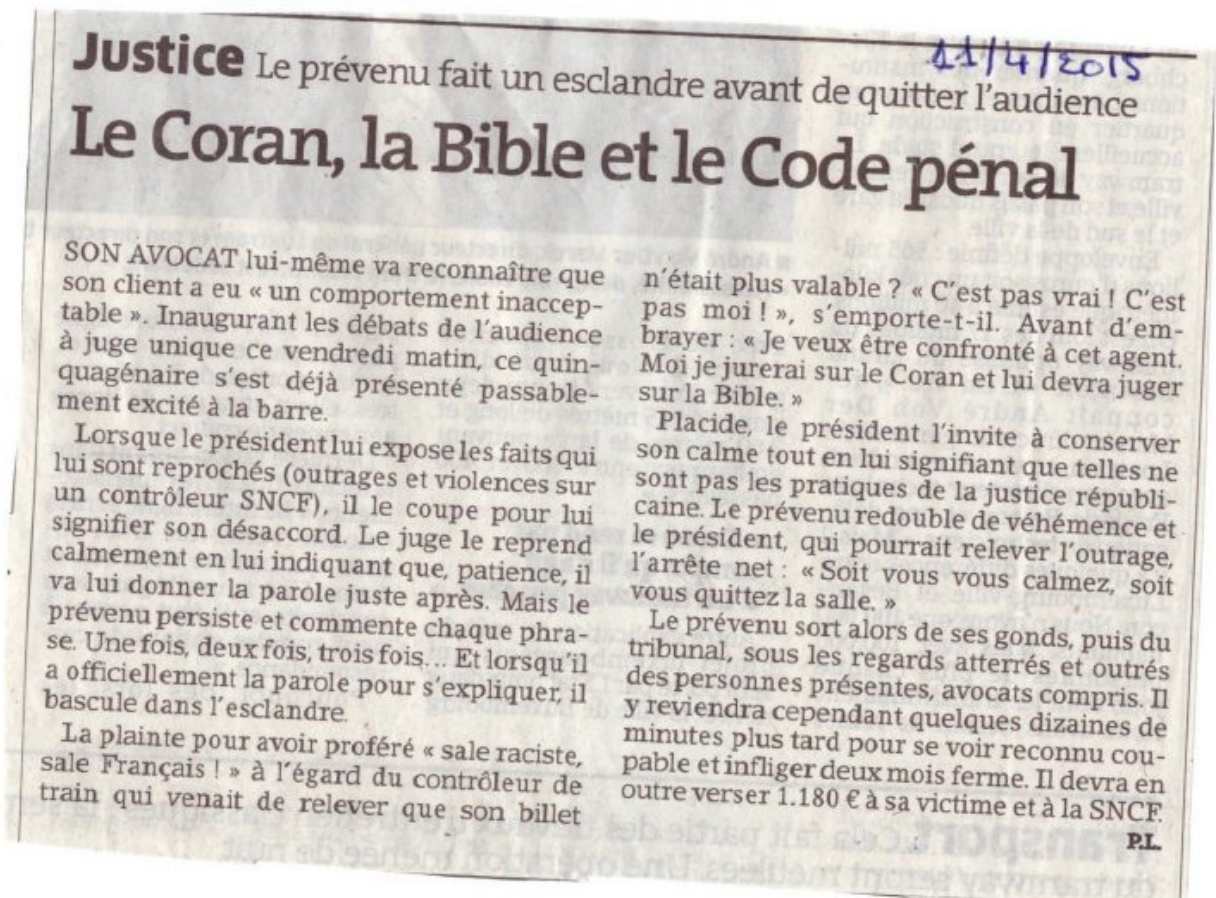 11/4/2015
Justice Le prévenu fait un esclandre avant de quitter l'audience
Le Coran, la Bible et le Code pénal
SON AVOCAT lui-même va reconnaître que
son client a eu « un comportement inaccep-
table ». Inaugurant les débats de l'audience
à juge unique ce vendredi matin, ce quin-
quagénaire s'est déjà présenté passable-
ment excité à la barre.
Lorsque le président lui expose les faits qui
lui sont reprochés (outrages et violences sur
un contrôleur SNCF), il le coupe pour lui
signifier son désaccord. Le juge le reprend
calmement en lui indiquant que, patience, il
va lui donner la parole juste après. Mais le
prévenu persiste et commente chaque phra-
se. Une fois, deux fois, trois fois... Et lorsqu'il
a officiellement la parole pour s'expliquer, il
bascule dans l'esclandre.
La plainte pour avoir proféré « sale raciste,
sale Français ! » à l'égard du contrôleur de
train qui venait de relever que son billet
n'était plus valable ? « C'est pas vrai ! C'est
pas moi ! », s'emporte-t-il. Avant d'em-
brayer : « Je veux être confronté à cet agent.
Moi je jurerai sur le Coran et lui devra juger
sur la Bible. »
Placide, le président l'invite à conserver
son calme tout en lui signifiant que telles ne
sont pas les pratiques de la justice républi-
caine. Le prévenu redouble de véhémence et
le président, qui pourrait relever l'outrage,
l'arrête net : « Soit vous vous calmez, soit
vous quittez la salle. »
Le prévenu sort alors de ses gonds, puis du
tribunal, sous les regards atterrés et outrés
des personnes présentes, avocats compris. Il
y reviendra cependant quelques dizaines de
minutes plus tard pour se voir reconnu cou-
pable et infliger deux mois ferme. Il devra en
outre verser 1.180 € à sa victime et à la SNCF.
P.L.